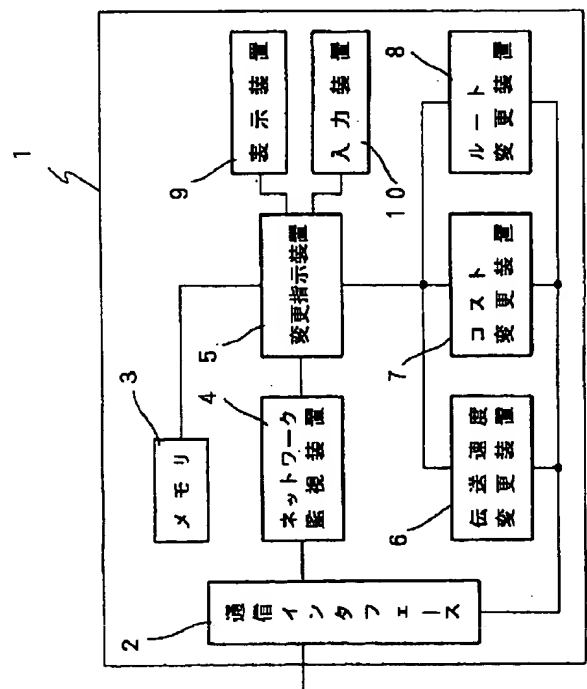 1
メモリ
3
表示装置
9
入力装置
10
変更指示装置
5
ネットワーク
監視装置
4
通信インタフェース
2
伝送速度
変更装置
6
コスト
変更装置
7
ルート
変更装置
8